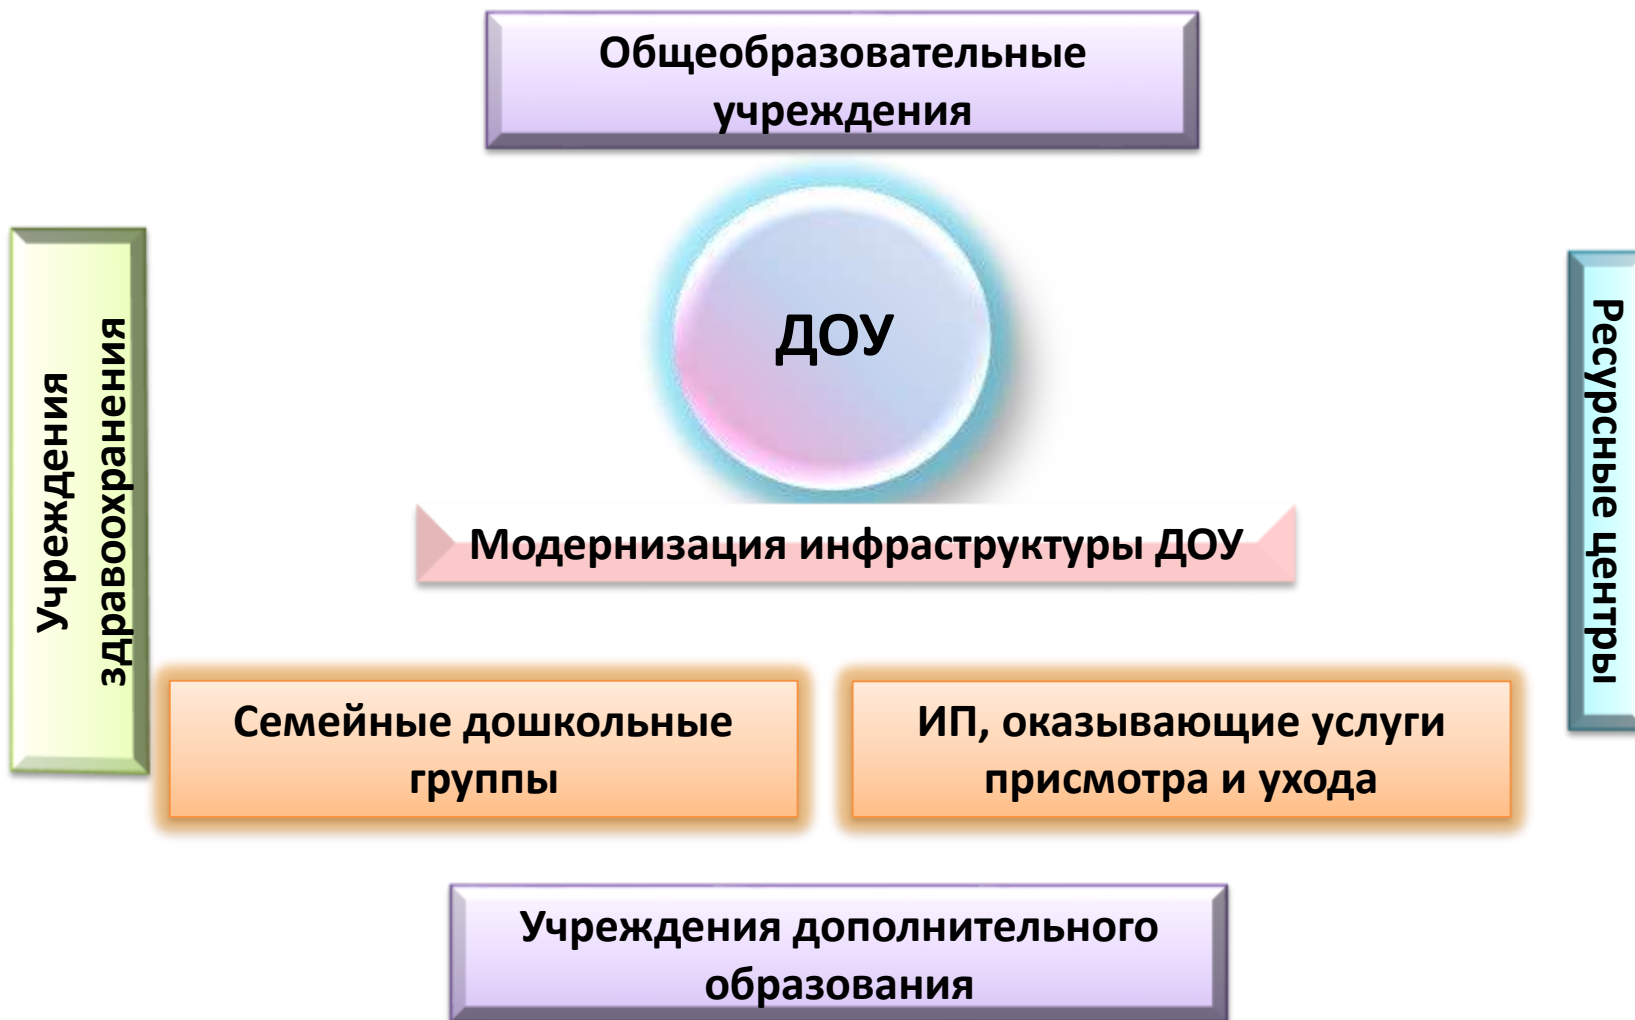 Общеобразовательные
учреждения
ДОУ
Учреждения
здравоохранения
Ресурсные центры
Модернизация инфраструктуры ДОУ
Семейные дошкольные
группы
ИП, оказывающие услуги
присмотра и ухода
Учреждения дополнительного
образования